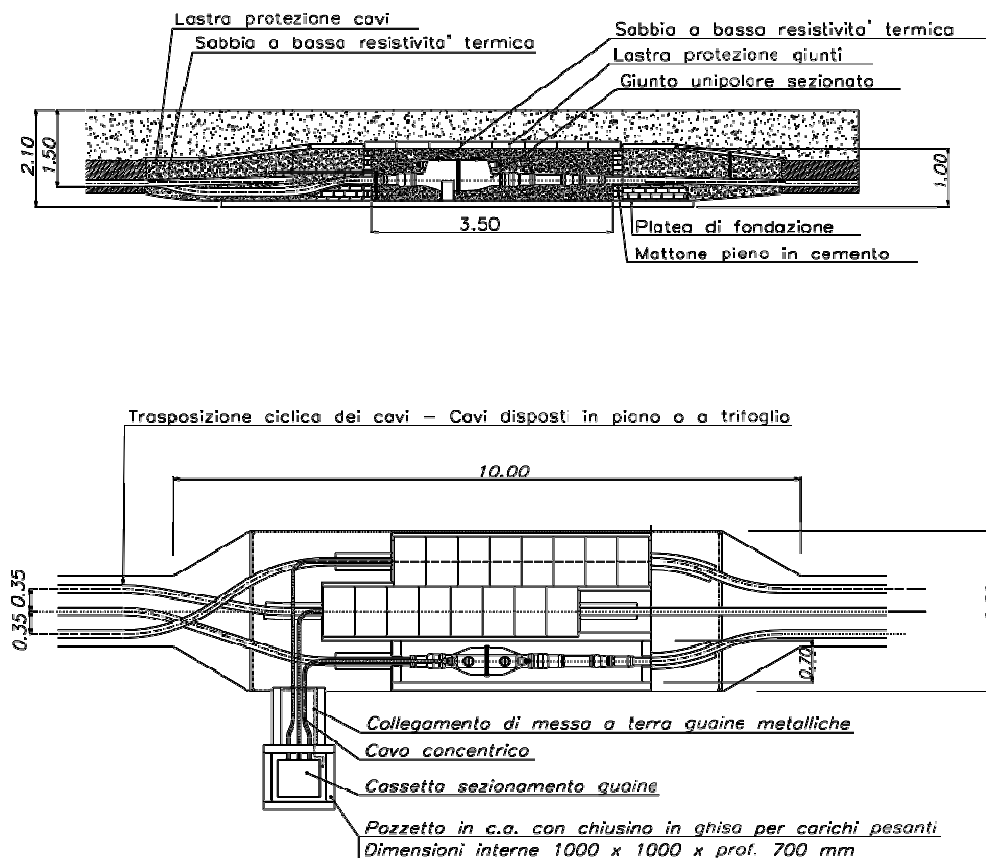 Lastra protezione cavi
Sabbia a bassa resistivita' termica
Sabbia a bassa resistivita' termica
Lastra protezione giunti
Giunto unipolare sezionato
2.10
1.50
1.00
3.50
Platea di fondazione
Mattone pieno in cemento
Trasposizione ciclica dei cavi – Cavi disposti in piano o a trifoglio
10.00
0.35
0.35
0.70
Collegamento di messa a terra guaine metalliche
Cavo concentrico
Cassetta sezionamento guaine
Pozzetto in c.a. con chiusino in ghisa per carichi pesanti
Dimensioni interne 1000 x 1000 x prof. 700 mm